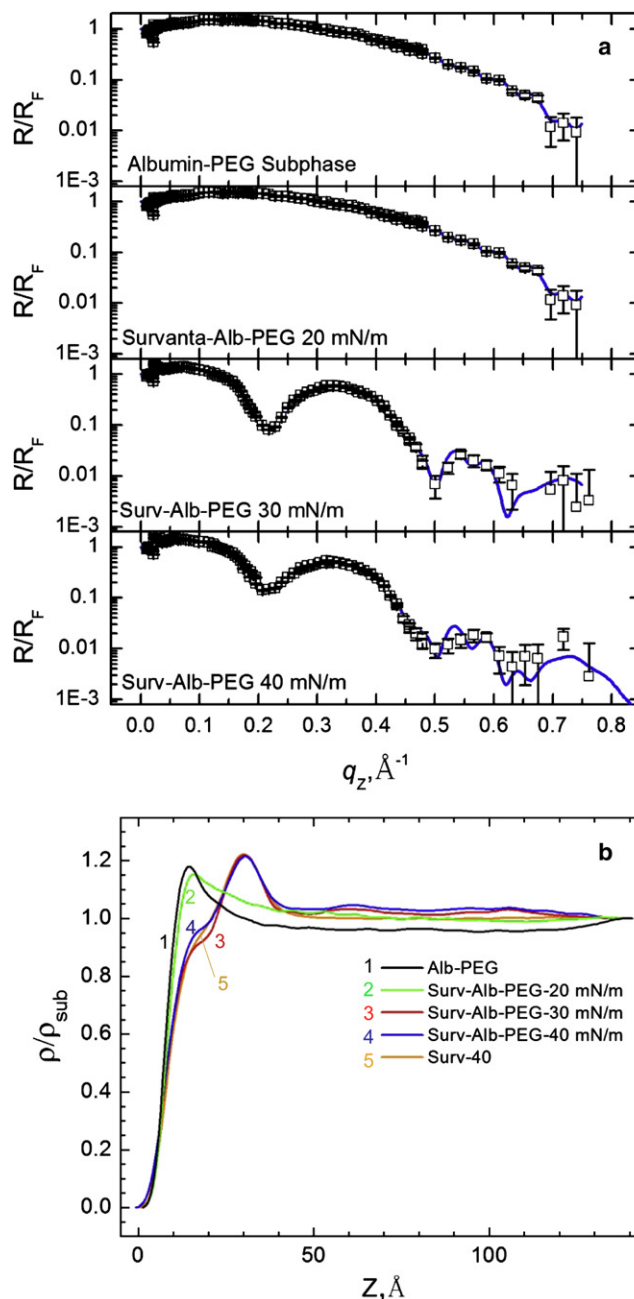 a
R/R_F
1
0.1
0.01
1E-3
Albumin-PEG Subphase
R/R_F
1
0.1
0.01
1E-3
Survanta-Alb-PEG 20 mN/m
R/R_F
1
0.1
0.01
1E-3
Surv-Alb-PEG 30 mN/m
R/R_F
1
0.1
0.01
1E-3
Surv-Alb-PEG 40 mN/m
0.0 0.1 0.2 0.3 0.4 0.5 0.6 0.7 0.8
q_z, Å^-1
b
ρ/ρ_sub
1.2
1.0
0.8
0.6
0.4
0.2
0.0
1
2
4
3
5
1 Alb-PEG
2 Surv-Alb-PEG-20 mN/m
3 Surv-Alb-PEG-30 mN/m
4 Surv-Alb-PEG-40 mN/m
5 Surv-40
0 50 100
Z, Å